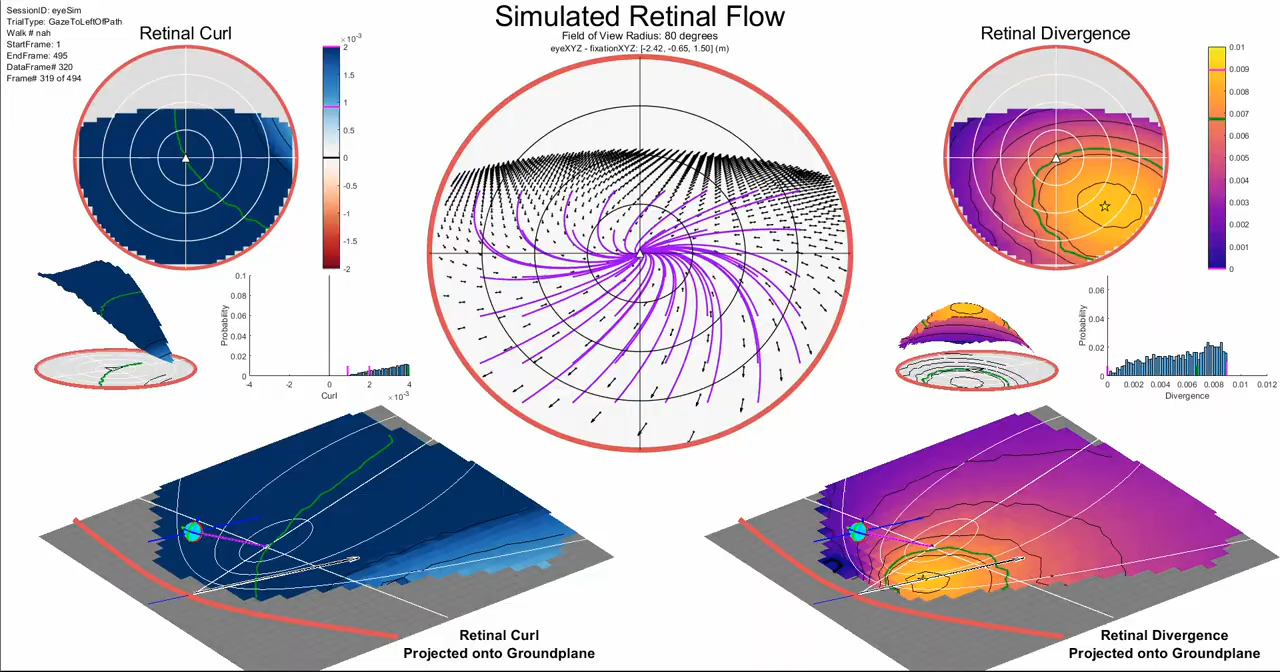 SessionID: eyeSim
TrialType: GazeToLeftOfPath
Walk # nah
StartFrame: 1
EndFrame: 495
DataFrame# 320
Frame# 319 of 494
Simulated Retinal Flow
Field of View Radius: 80 degrees
eyeXYZ - fixationXYZ: [-2.42, -0.65, 1.50] (m)
Retinal Curl
×10⁻³
2
1.5
1
0.5
0
-0.5
-1
-1.5
-2
Retinal Divergence
0.01
0.009
0.008
0.007
0.006
0.005
0.004
0.003
0.002
0.001
0
0.1
0.08
0.06
0.04
0.02
0
Probability
-4 -2 0 2 4
Curl ×10⁻³
0.06
0.04
0.02
0
Probability
0 0.002 0.004 0.006 0.008 0.01 0.012
Divergence
Retinal Curl
Projected onto Groundplane
Retinal Divergence
Projected onto Groundplane